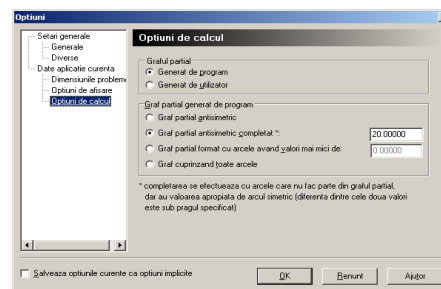 Optiuni
Setari generale
Generale
Diverse
Date aplicatie curenta
Dimensiunile problem
Optiuni de afisare
Optiuni de calcul
Optiuni de calcul
Graful partial
Generat de program
Generat de utilizator
Graf partial generat de program
Graf partial antisimetric
Graf partial antisimetric completat *:
20.00000
Graf partial format cu arcele avand valori mai mici de:
0.00000
Graf cuprinzand toate arcele
* completarea se efectueaza cu arcele care nu fac parte din graful partial,
dar au valoarea apropiata de arcul simetric (diferenta dintre cele doua valori
este sub pragul specificat)
Salveaza optiunile curente ca optiuni implicite
OK
Renunt
Ajutor